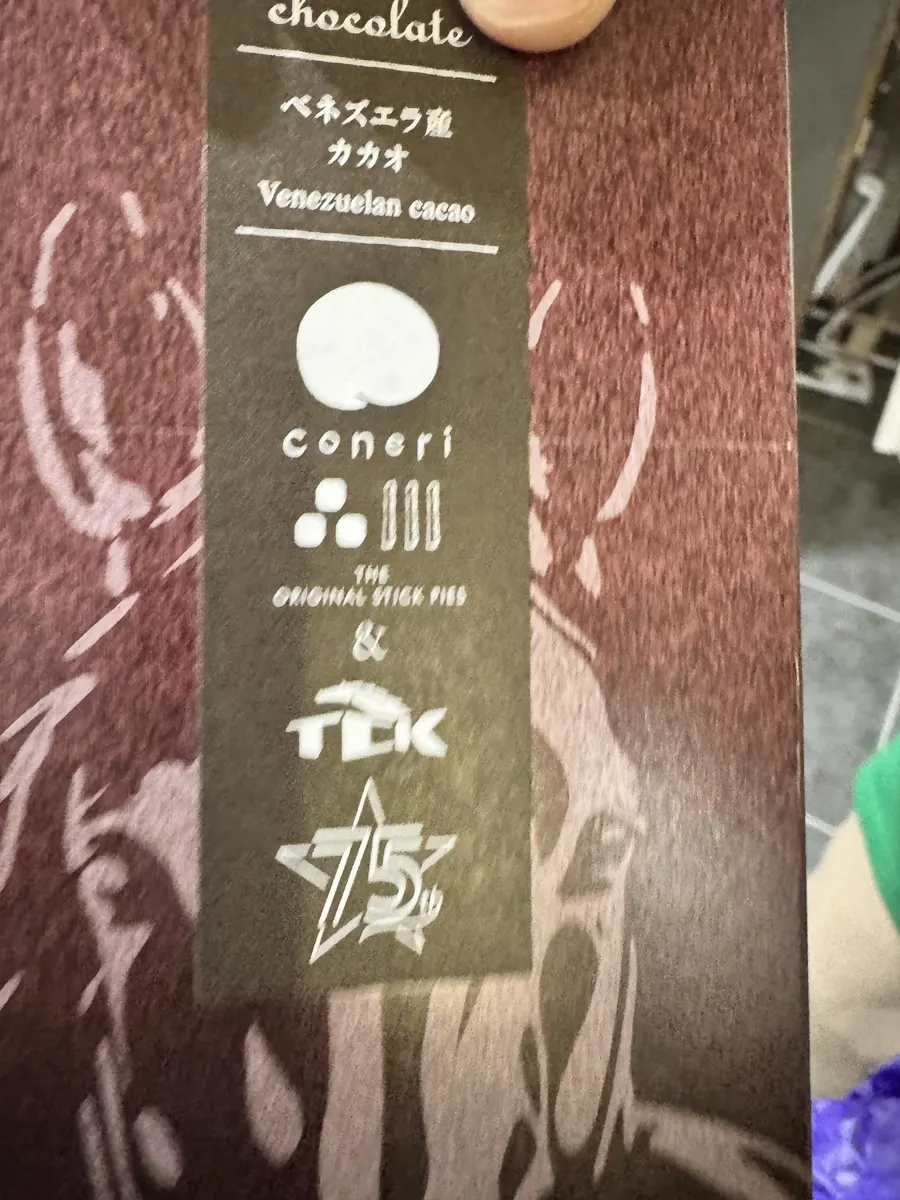 chocolate
ベネズエラ産
カカオ
Venezuelan cacao
coneri
THE
ORIGINAL STICK PIES
&
TCK
75th